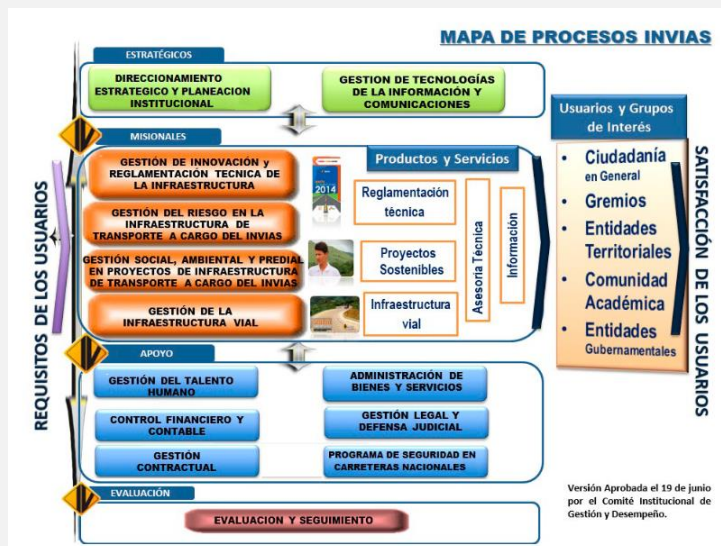 MAPA DE PROCESOS INVIAS
ESTRATÉGICOS
DIRECCIONAMIENTO
ESTRATEGICO Y PLANEACION
INSTITUCIONAL
GESTION DE TECNOLOGÍAS
DE LA INFORMACIÓN Y
COMUNICACIONES
REQUISITOS DE LOS USUARIOS
MISIONALES
GESTIÓN DE INNOVACIÓN y
REGLAMENTACIÓN TECNICA DE
LA INFRAESTRUCTURA
GESTIÓN DEL RIESGO EN LA
INFRAESTRUCTURA DE
TRANSPORTE A CARGO DEL INVIAS
GESTIÓN SOCIAL, AMBIENTAL Y PREDIAL
EN PROYECTOS DE INFRAESTRUCTURA
DE TRANSPORTE A CARGO DEL INVIAS
GESTIÓN DE LA
INFRAESTRUCTURA VIAL
Productos y Servicios
2014
Reglamentación
técnica
Proyectos
Sostenibles
Infraestructura
vial
Asesoría Técnica
Información
Usuarios y Grupos
de Interés
• Ciudadanía
en General
• Gremios
• Entidades
Territoriales
• Comunidad
Académica
• Entidades
Gubernamentales
SATISFACCIÓN DE LOS USUARIOS
APOYO
GESTIÓN DEL TALENTO
HUMANO
ADMINISTRACIÓN DE
BIENES Y SERVICIOS
CONTROL FINANCIERO Y
CONTABLE
GESTIÓN LEGAL Y
DEFENSA JUDICIAL
GESTIÓN
CONTRACTUAL
PROGRAMA DE SEGURIDAD EN
CARRETERAS NACIONALES
EVALUACIÓN
EVALUACION Y SEGUIMIENTO
Versión Aprobada el 19 de junio
por el Comité Institucional de
Gestión y Desempeño.